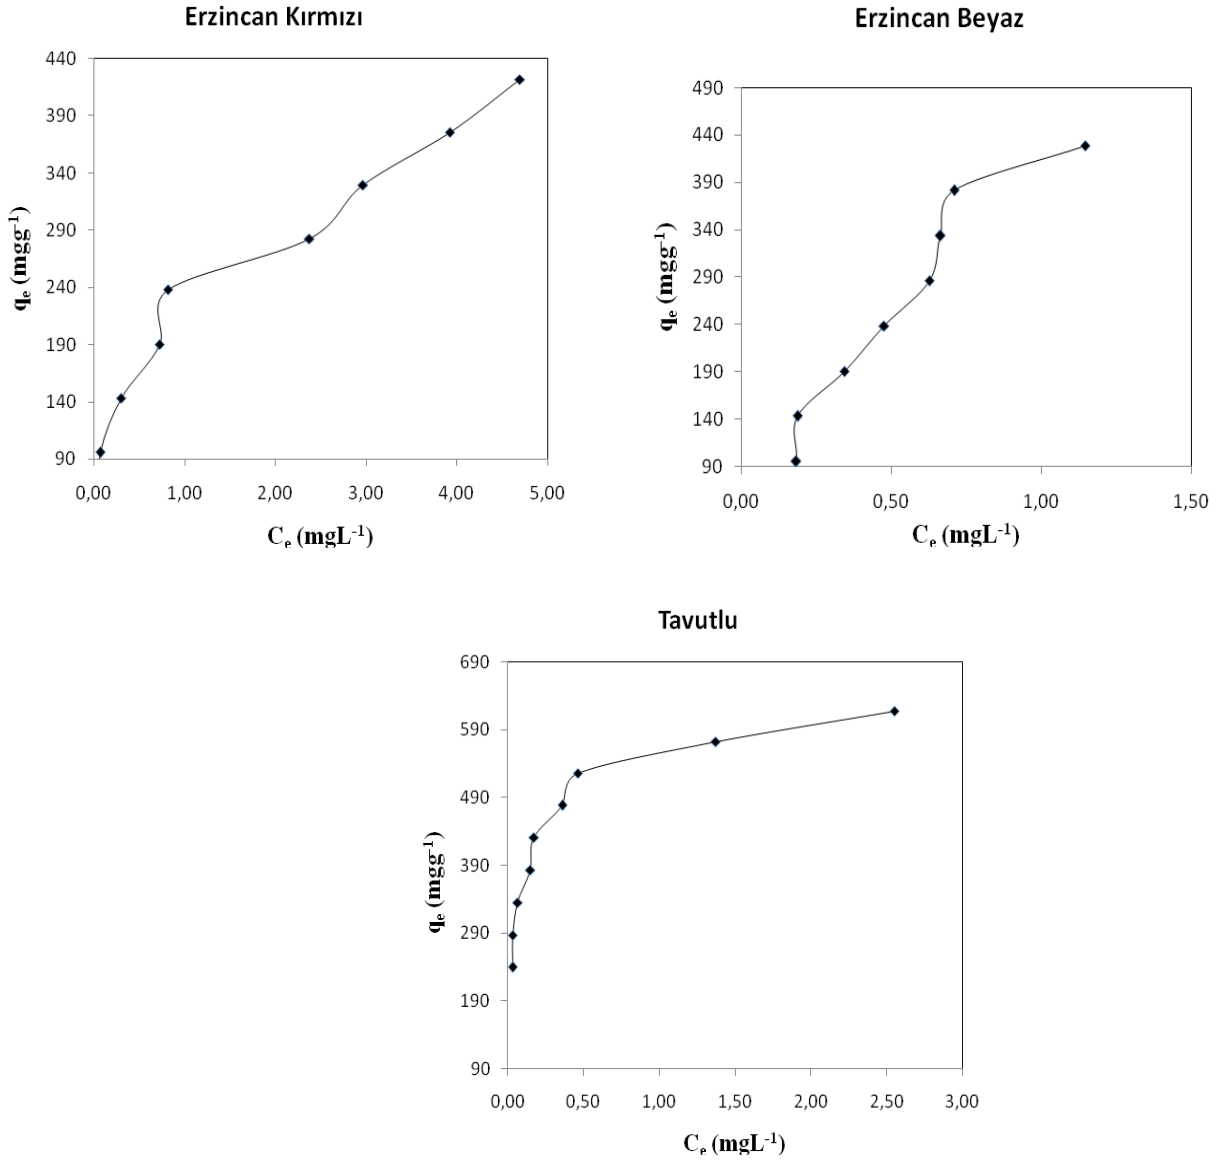 Erzincan Kırmızı
440
390
340
290
240
190
140
90
qe (mgg-1)
0,00 1,00 2,00 3,00 4,00 5,00
Ce (mgL-1)
Erzincan Beyaz
490
440
390
340
290
240
190
140
90
qe (mgg-1)
0,00 0,50 1,00 1,50
Ce (mgL-1)
Tavutlu
690
590
490
390
290
190
90
qe (mgg-1)
0,00 0,50 1,00 1,50 2,00 2,50 3,00
Ce (mgL-1)